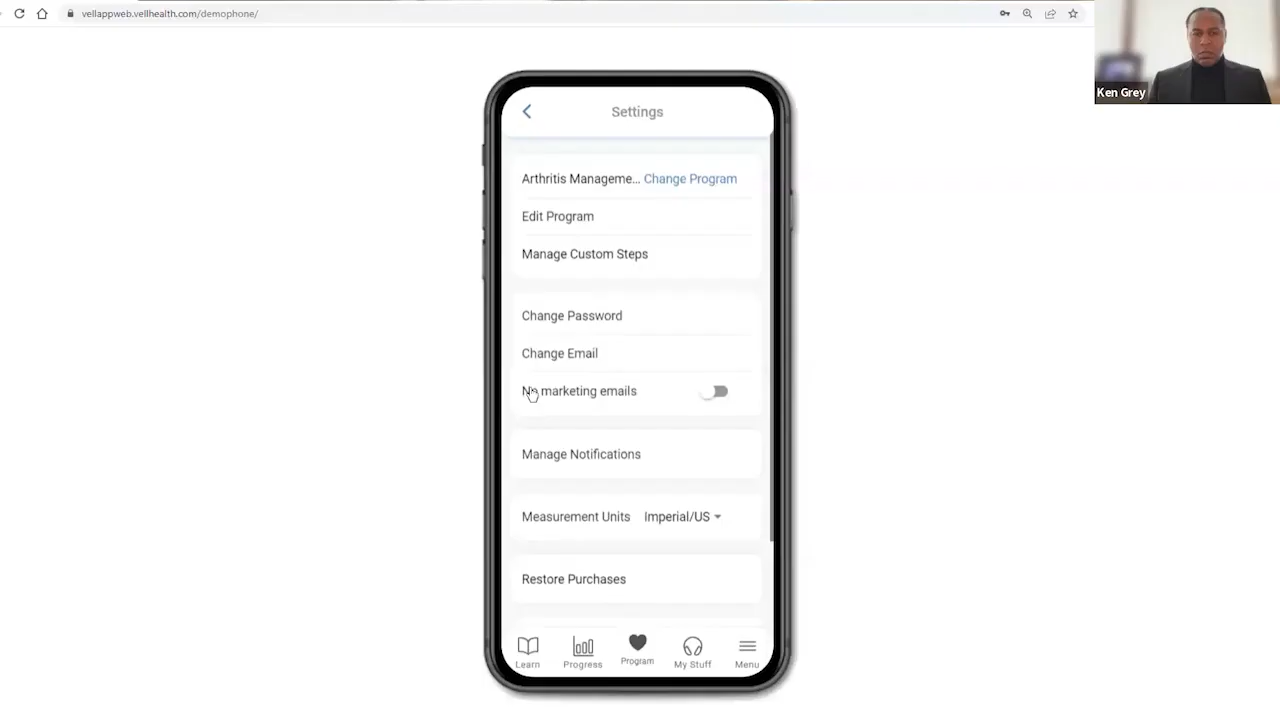 vellappweb.vellhealth.com/demophone/
Ken Grey
Settings
Arthritis Manageme... Change Program
Edit Program
Manage Custom Steps
Change Password
Change Email
No marketing emails
Manage Notifications
Measurement Units Imperial/US
Restore Purchases
Learn Progress Program My Stuff Menu